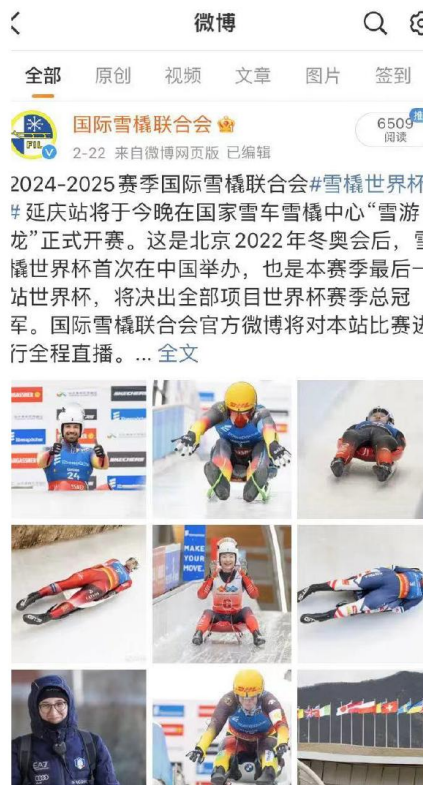 微博
全部 原创 视频 文章 图片 签到
国际雪橇联合会
FIL
2-22 来自微博网页版 已编辑
6509
阅读
推
2024-2025赛季国际雪橇联合会#雪橇世界杯
# 延庆站将于今晚在国家雪车雪橇中心“雪游
龙”正式开赛。这是北京2022年冬奥会后，雪
橇世界杯首次在中国举办，也是本赛季最后一
站世界杯，将决出全部项目世界杯赛季总冠
军。国际雪橇联合会官方微博将对本站比赛进
行全程直播。... 全文
24
MAKE
YOUR
MOVE.
EA7